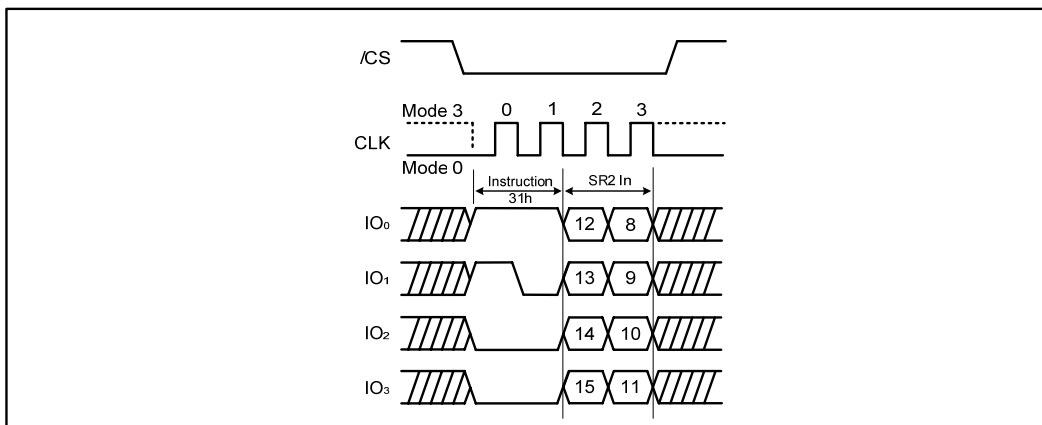 /CS
Mode 3 0 1 2 3
CLK
Mode 0
Instruction SR2 In
31h
IO₀ 12 8
IO₁ 13 9
IO₂ 14 10
IO₃ 15 11